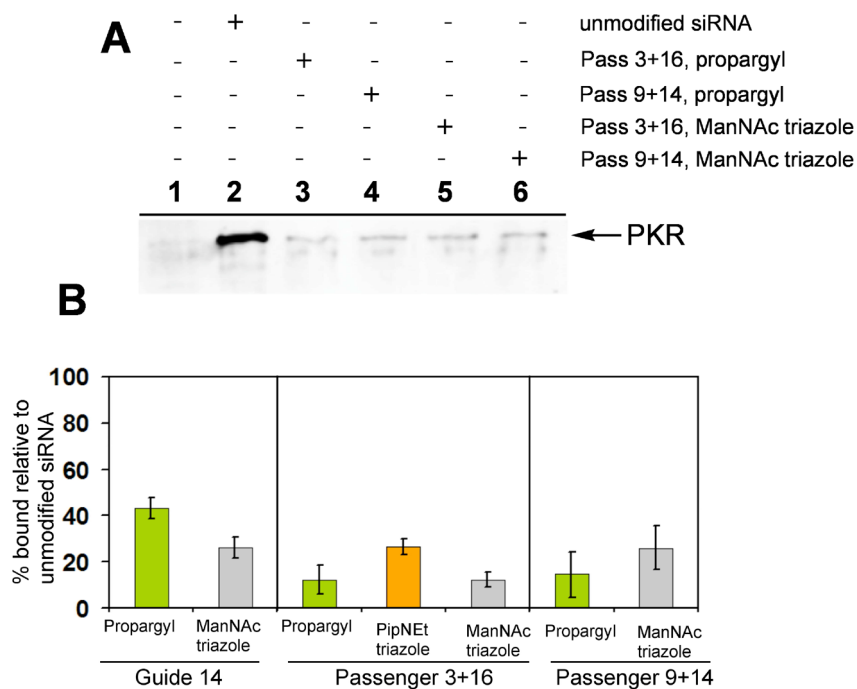 A
- + - - - - unmodified siRNA
- - + - - - Pass 3+16, propargyl
- - - + - - Pass 9+14, propargyl
- - - - + - Pass 3+16, ManNAc triazole
- - - - - + Pass 9+14, ManNAc triazole
1 2 3 4 5 6
PKR
B
% bound relative to
unmodified siRNA
100
80
60
40
20
0
Propargyl ManNAc triazole Propargyl PipNEt triazole ManNAc triazole Propargyl ManNAc triazole
Guide 14 Passenger 3+16 Passenger 9+14